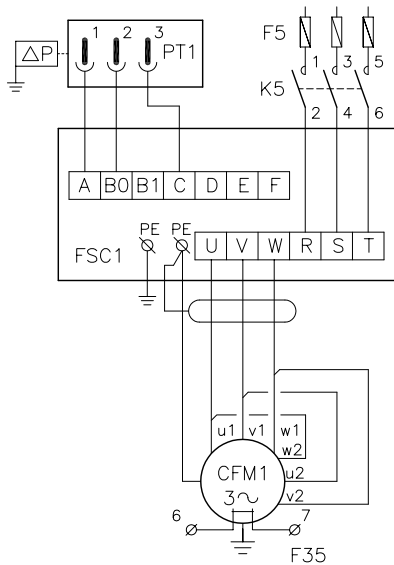 F5
1 2 3
△P PT1
1 3 5
K5
2 4 6
A B0 B1 C D E F
PE PE
U V W R S T
FSC1
u1 v1 w1
w2
CFM1 u2
3~ v2
6 7
F35